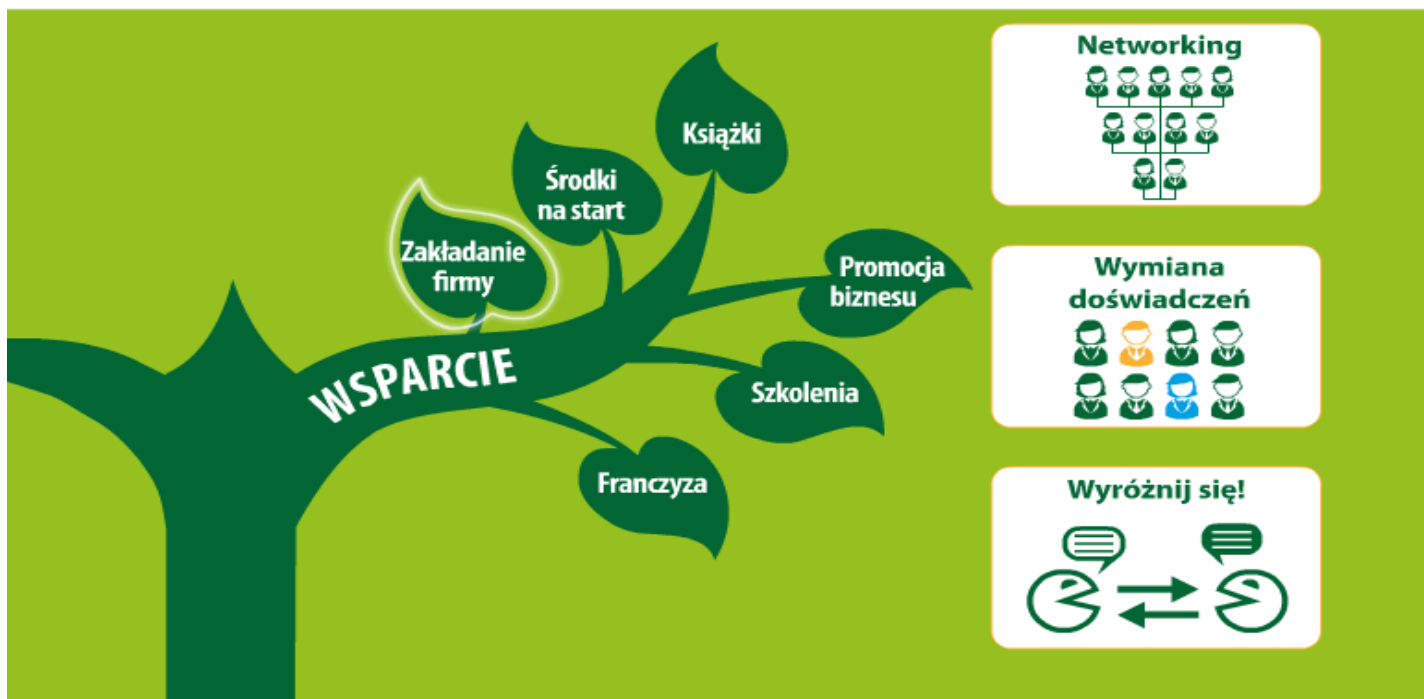 Książki
Środki
na start
Zakładanie
firmy
Promocja
biznesu
WSPARCIE
Szkolenia
Franczyza
Networking
Wymiana
doświadczeń
Wyróżnij się!